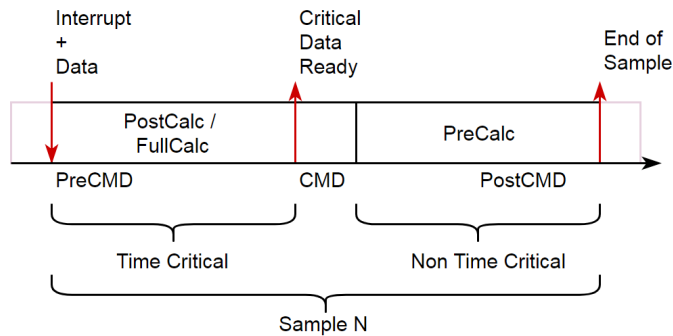 Interrupt
+
Data
Critical
Data
Ready
End of
Sample
PostCalc /
FullCalc
PreCalc
PreCMD
CMD
PostCMD
Time Critical
Non Time Critical
Sample N